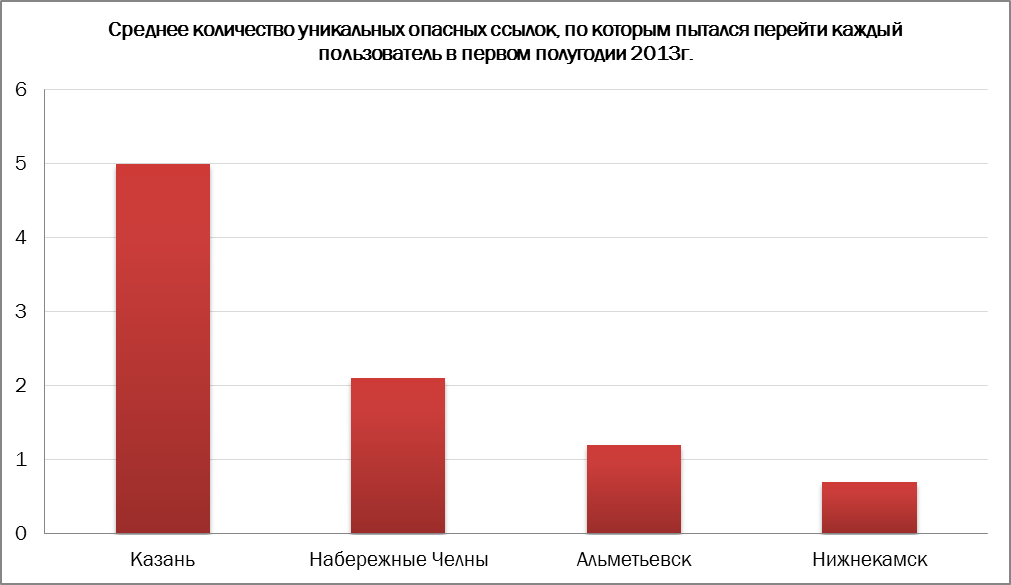 Среднее количество уникальных опасных ссылок, по которым пытался перейти каждый
пользователь в первом полугодии 2013г.
6
5
4
3
2
1
0
Казань Набережные Челны Альметьевск Нижнекамск